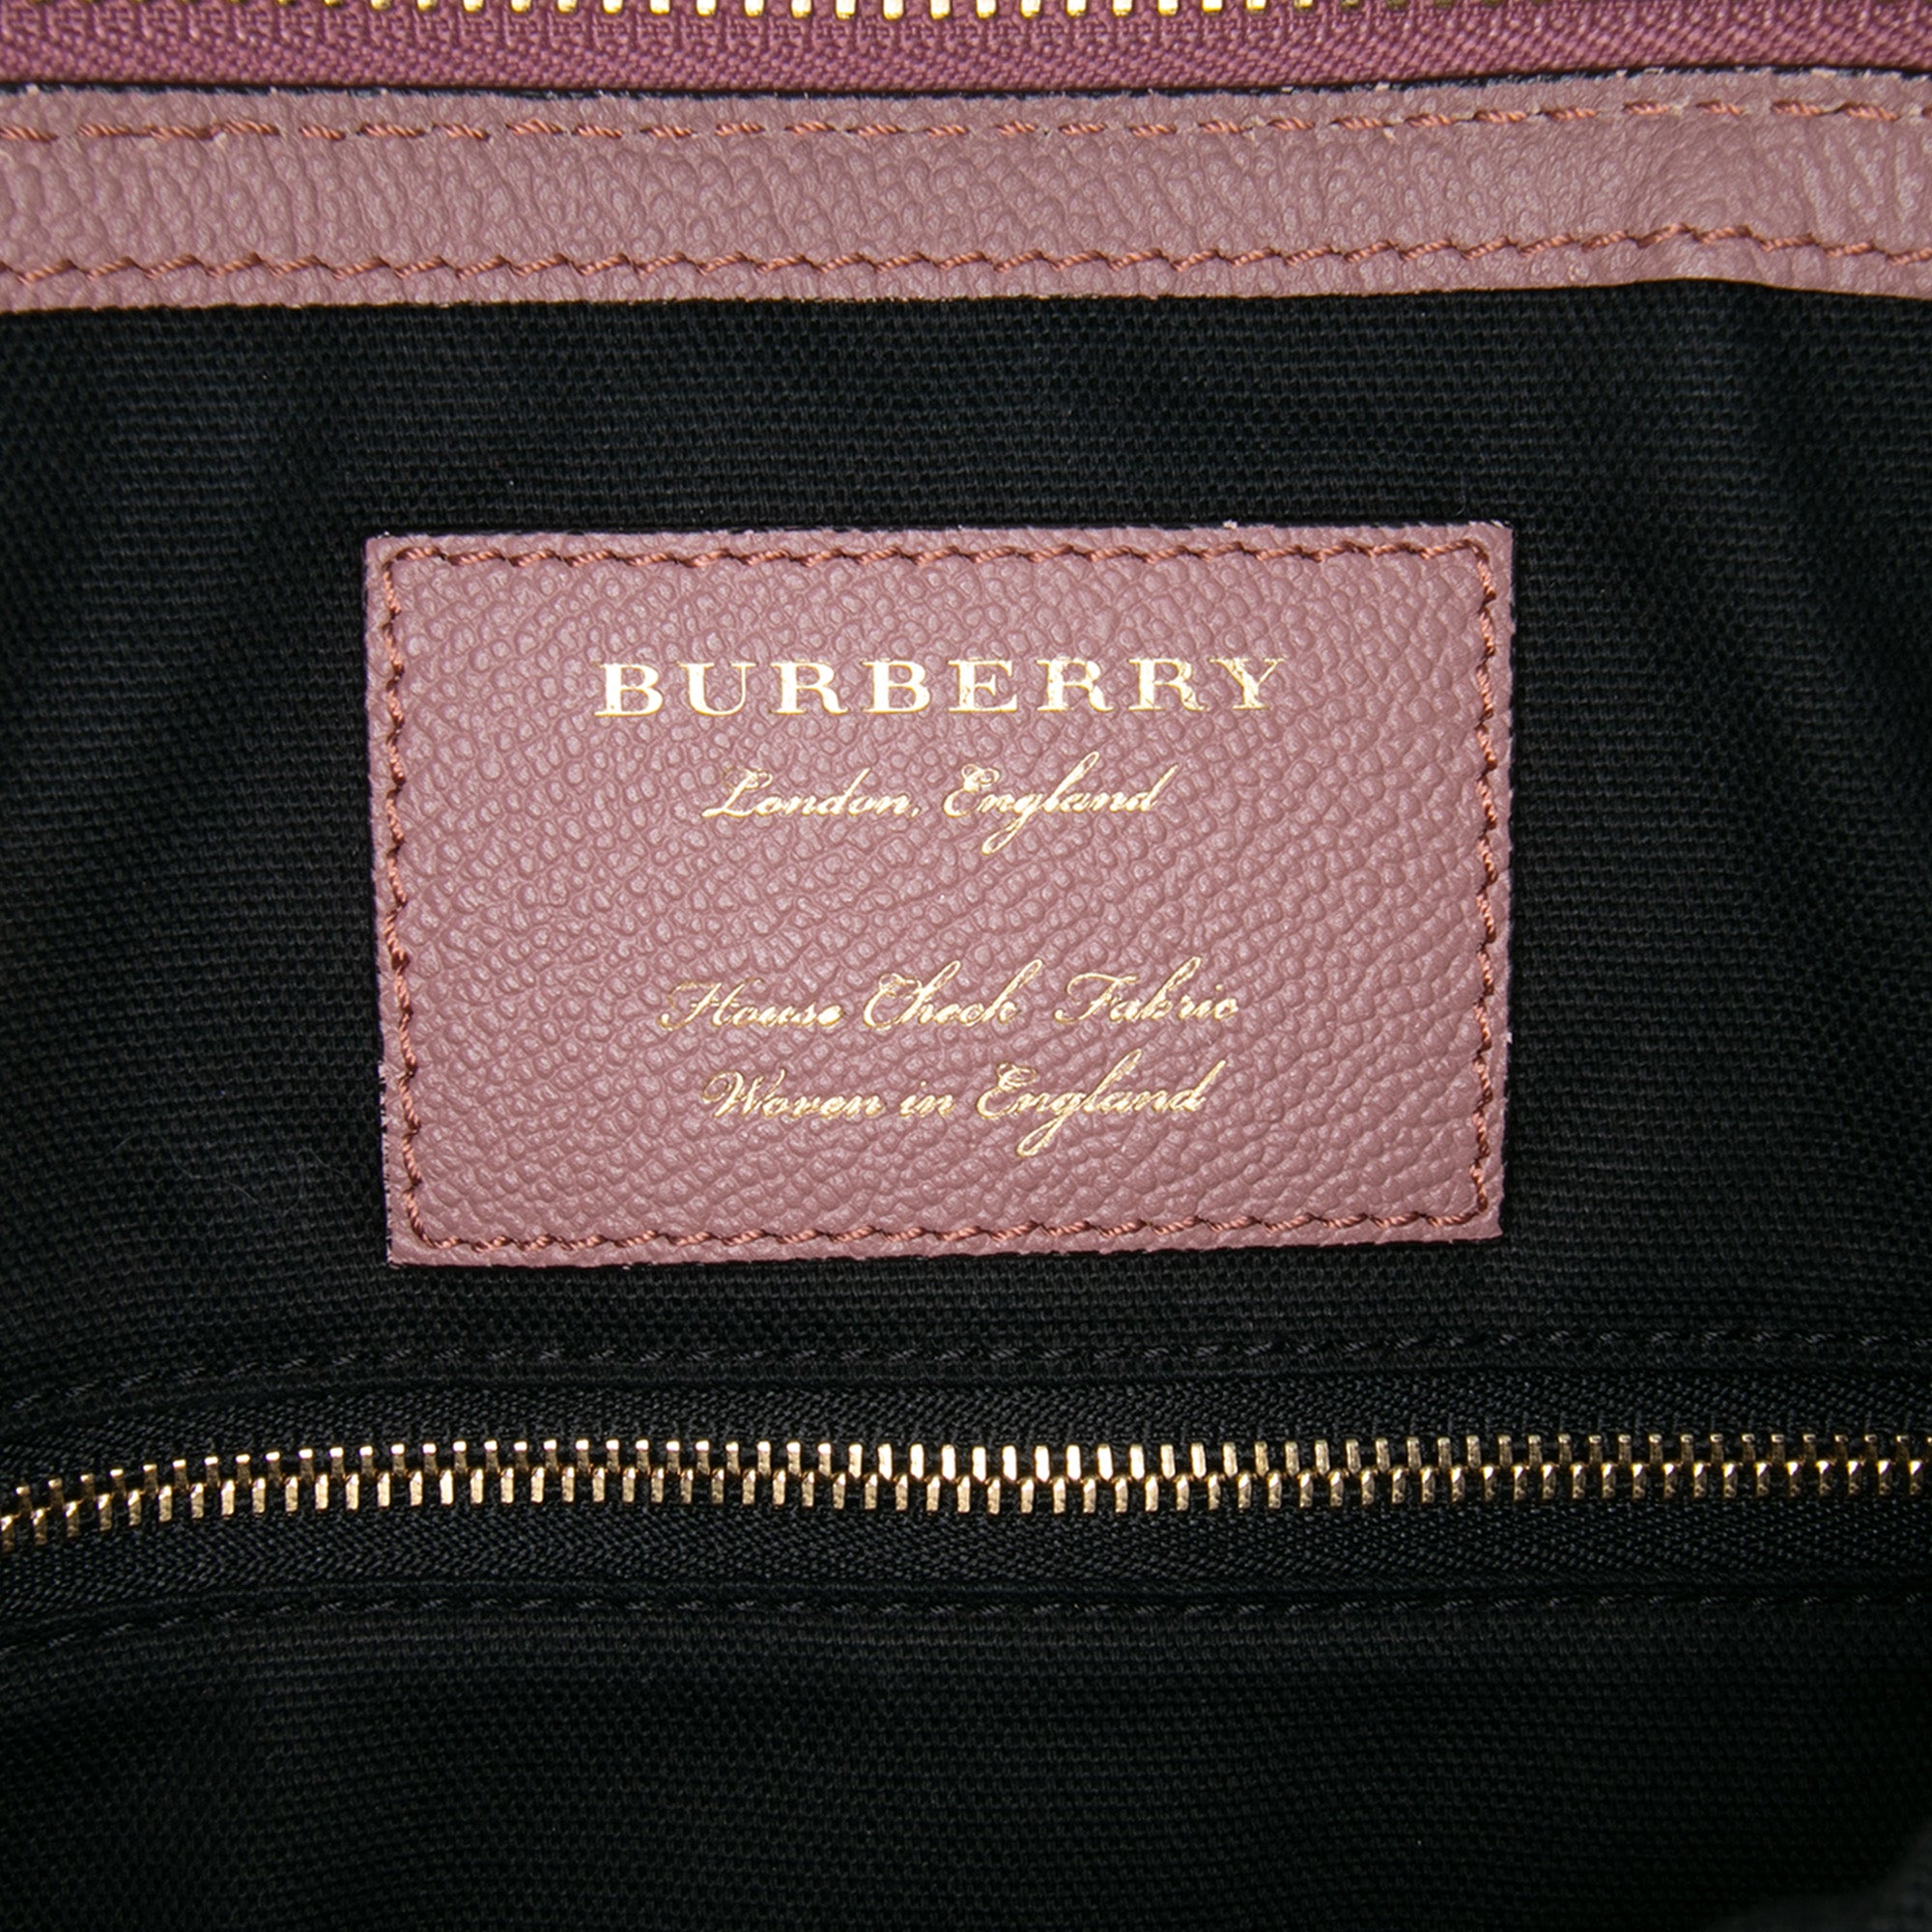 BURBERRY
London, England
House Check Fabric
Woven in England